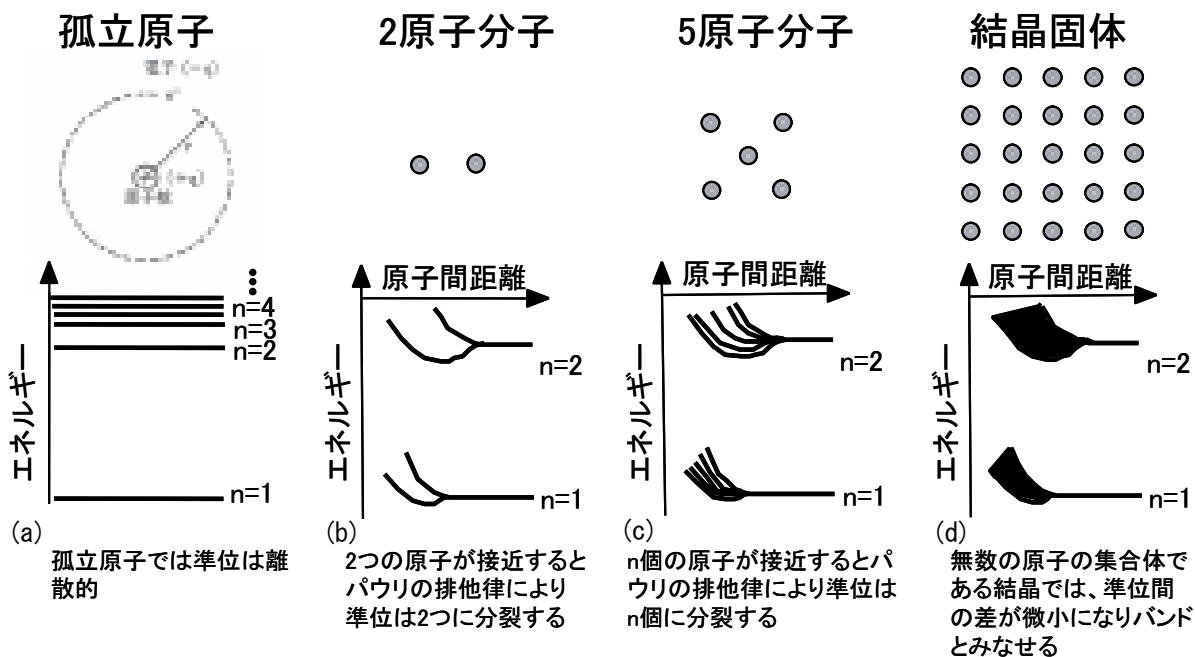 孤立原子
2原子分子
5原子分子
結晶固体
電子(-q)
(+q)
原子核
エネルギー
n=4
n=3
n=2
n=1
(a)
孤立原子では準位は離
散的
原子間距離
エネルギー
n=2
n=1
(b)
2つの原子が接近すると
パウリの排他律により
準位は2つに分裂する
原子間距離
エネルギー
n=2
n=1
(c)
n個の原子が接近するとパ
ウリの排他律により準位は
n個に分裂する
原子間距離
エネルギー
n=2
n=1
(d)
無数の原子の集合体で
ある結晶では、準位間
の差が微小になりバンド
とみなせる